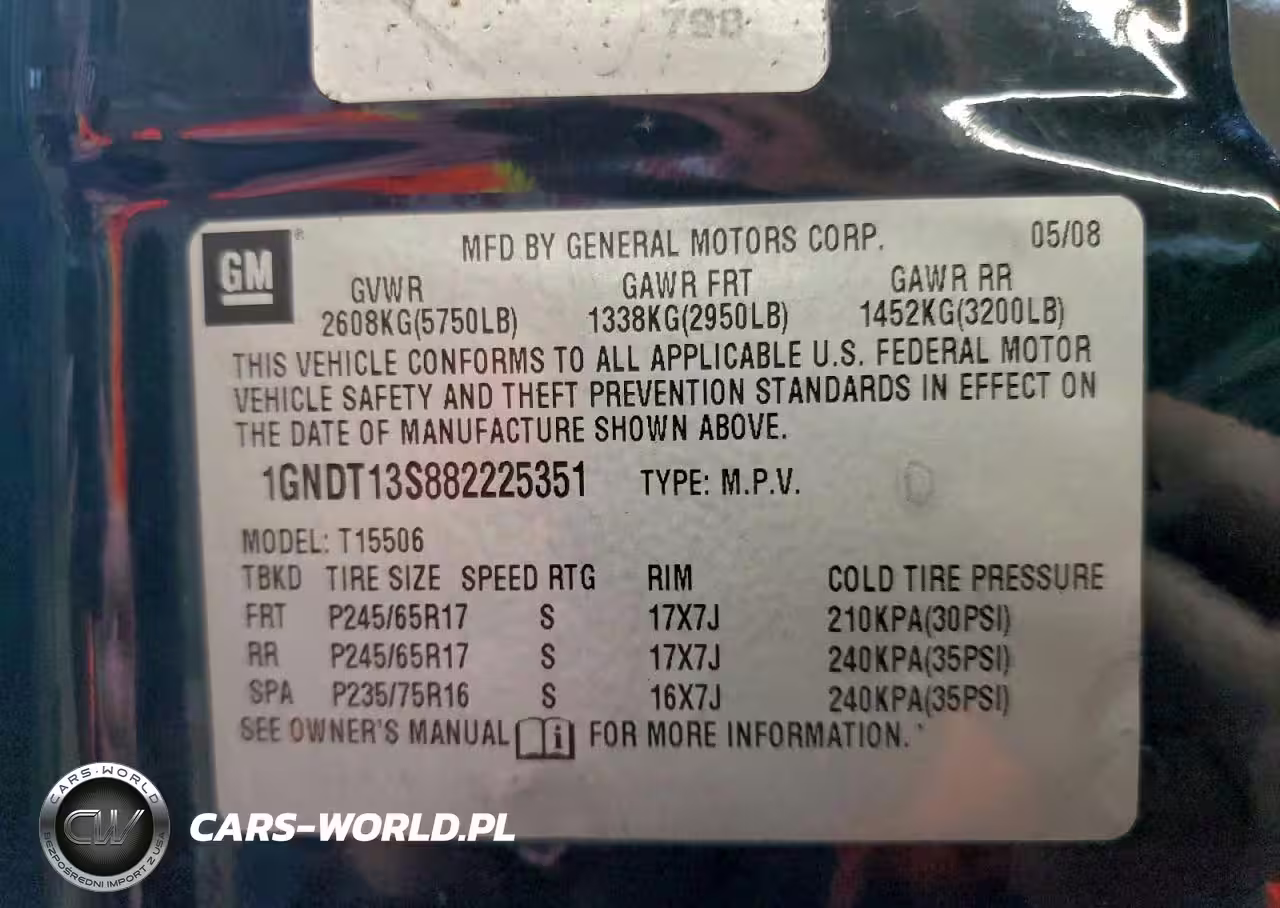 798
GM
®
MFD BY GENERAL MOTORS CORP. 05/08
GVWR GAWR FRT GAWR RR
2608KG(5750LB) 1338KG(2950LB) 1452KG(3200LB)
THIS VEHICLE CONFORMS TO ALL APPLICABLE U.S. FEDERAL MOTOR
VEHICLE SAFETY AND THEFT PREVENTION STANDARDS IN EFFECT ON
THE DATE OF MANUFACTURE SHOWN ABOVE.
1GNDT13S882225351 TYPE: M.P.V.
MODEL: T15506
TBKD TIRE SIZE SPEED RTG RIM COLD TIRE PRESSURE
FRT P245/65R17 S 17X7J 210KPA(30PSI)
RR P245/65R17 S 17X7J 240KPA(35PSI)
SPA P235/75R16 S 16X7J 240KPA(35PSI)
SEE OWNER'S MANUAL i FOR MORE INFORMATION.
CARS-WORLD
CW
BEZPOŚREDNI IMPORT Z USA
CARS-WORLD.PL